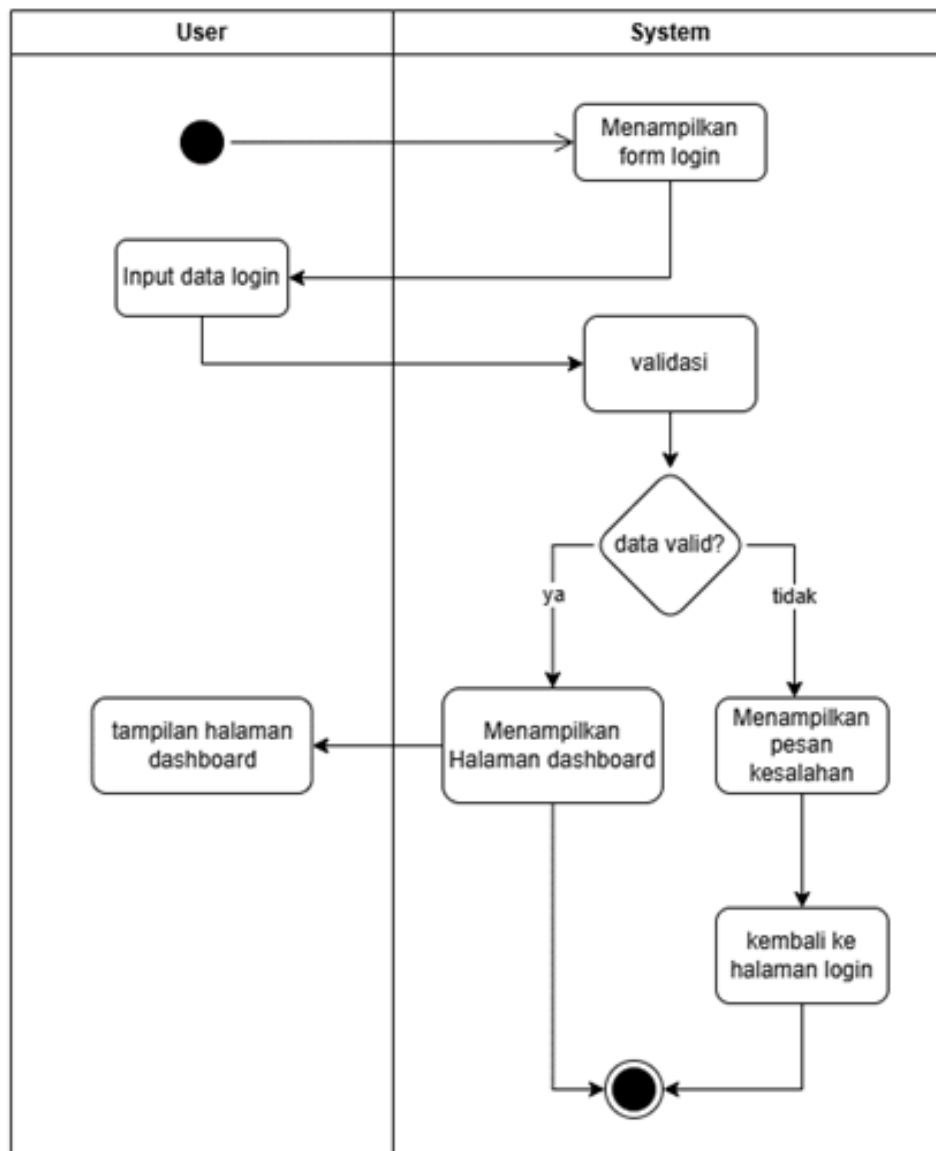 User
System
Menampilkan
form login
Input data login
validasi
data valid?
ya
tidak
tampilan halaman
dashboard
Menampilkan
Halaman dashboard
Menampilkan
pesan
kesalahan
kembali ke
halaman login